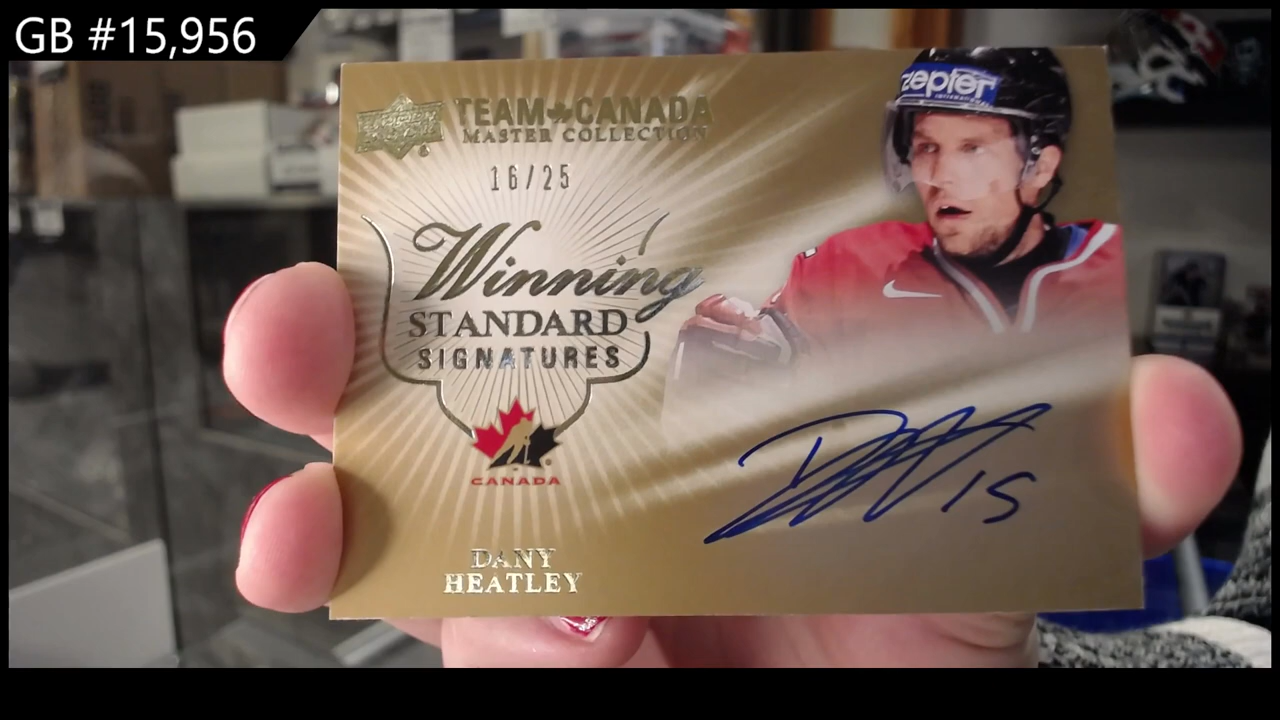 GB #15,956
TEAM CANADA
MASTER COLLECTION
16/25
Winning
STANDARD
SIGNATURES
CANADA
DANY
HEATLEY
zepter
15